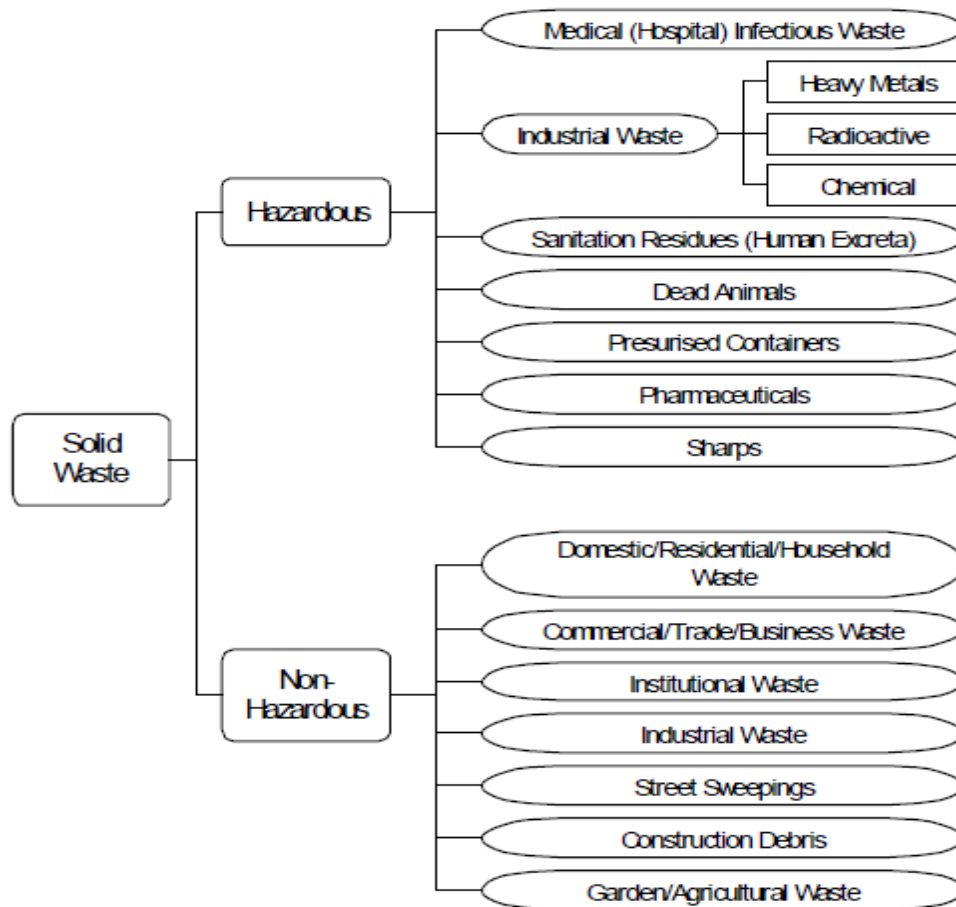 Medical (Hospital) Infectious Waste
Heavy Metals
Industrial Waste
Radioactive
Chemical
Hazardous
Sanitation Residues (Human Excreta)
Dead Animals
Presurised Containers
Pharmaceuticals
Sharps
Solid
Waste
Domestic/Residential/Household
Waste
Commercial/Trade/Business Waste
Non-
Hazardous
Institutional Waste
Industrial Waste
Street Sweepings
Construction Debris
Garden/Agricultural Waste